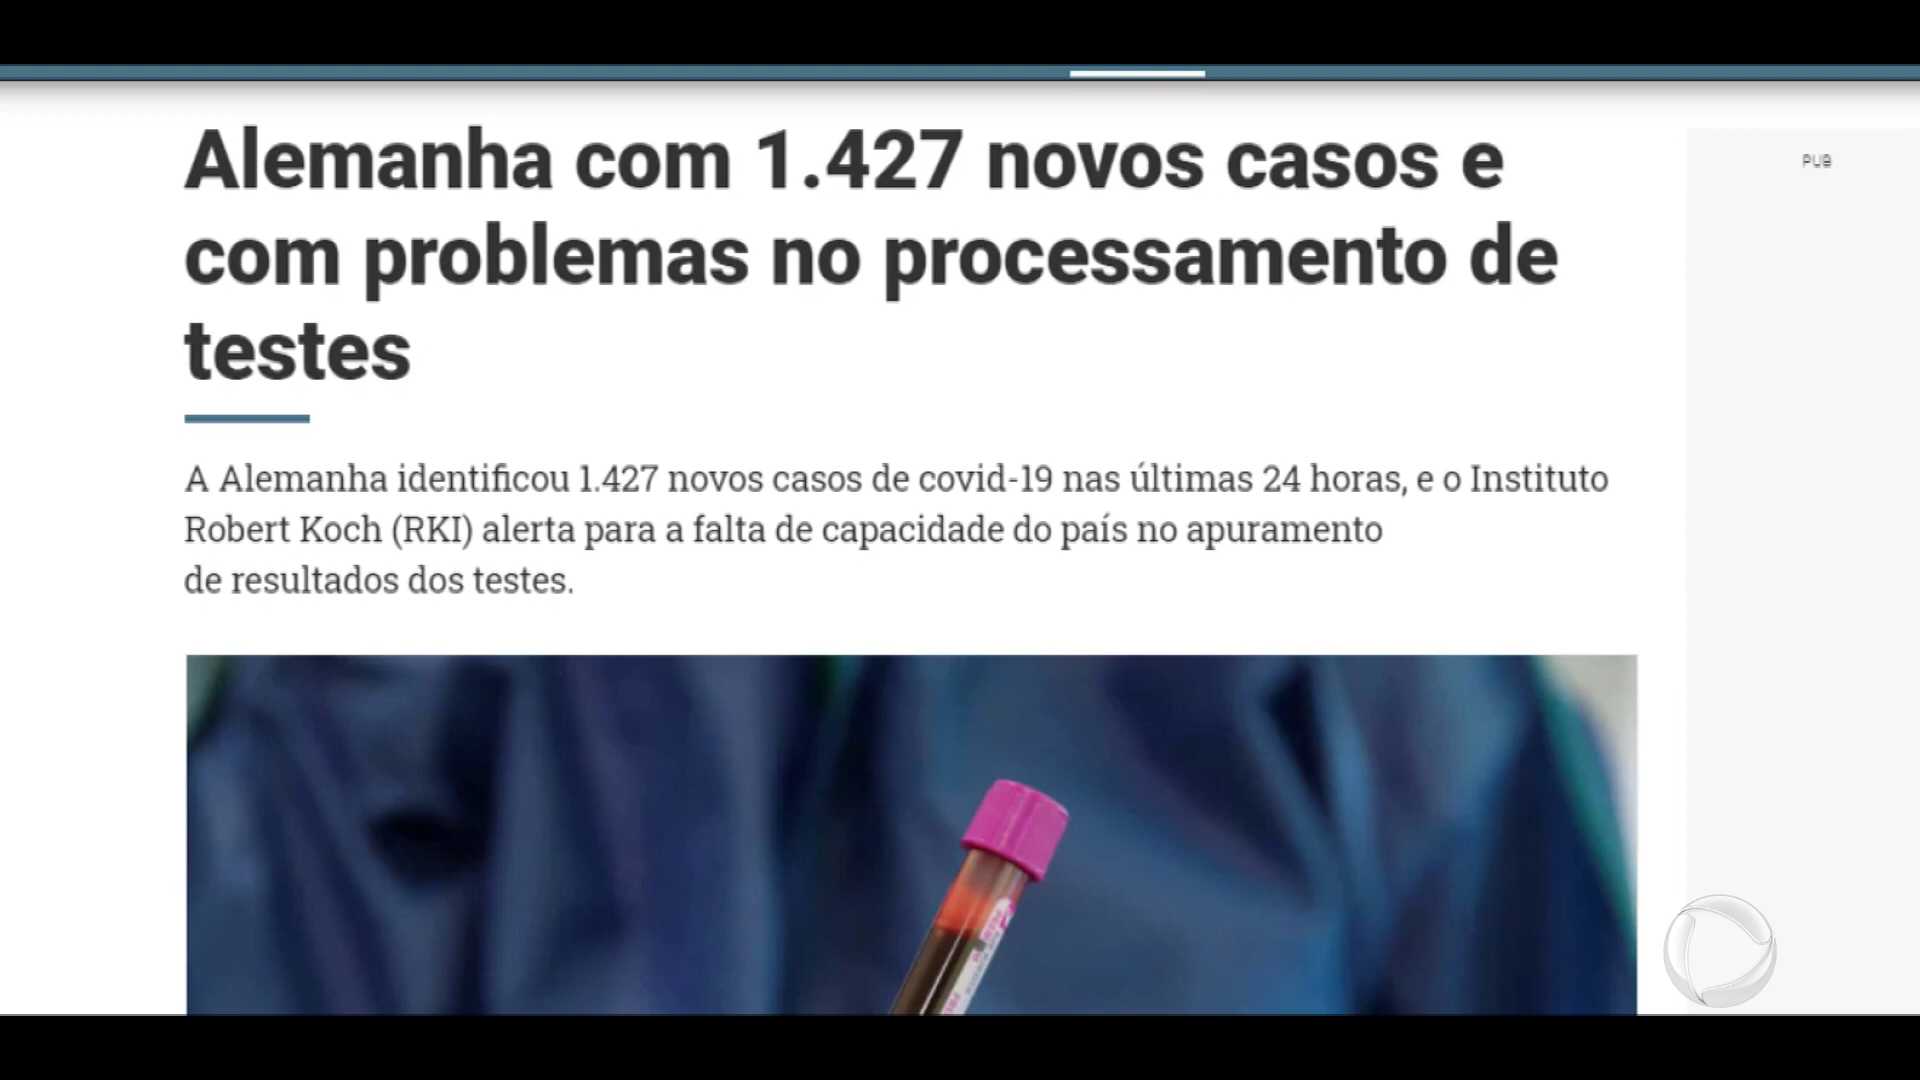 Alemanha com 1.427 novos casos e
com problemas no processamento de
testes
PUB
A Alemanha identificou 1.427 novos casos de covid-19 nas últimas 24 horas, e o Instituto
Robert Koch (RKI) alerta para a falta de capacidade do país no apuramento
de resultados dos testes.